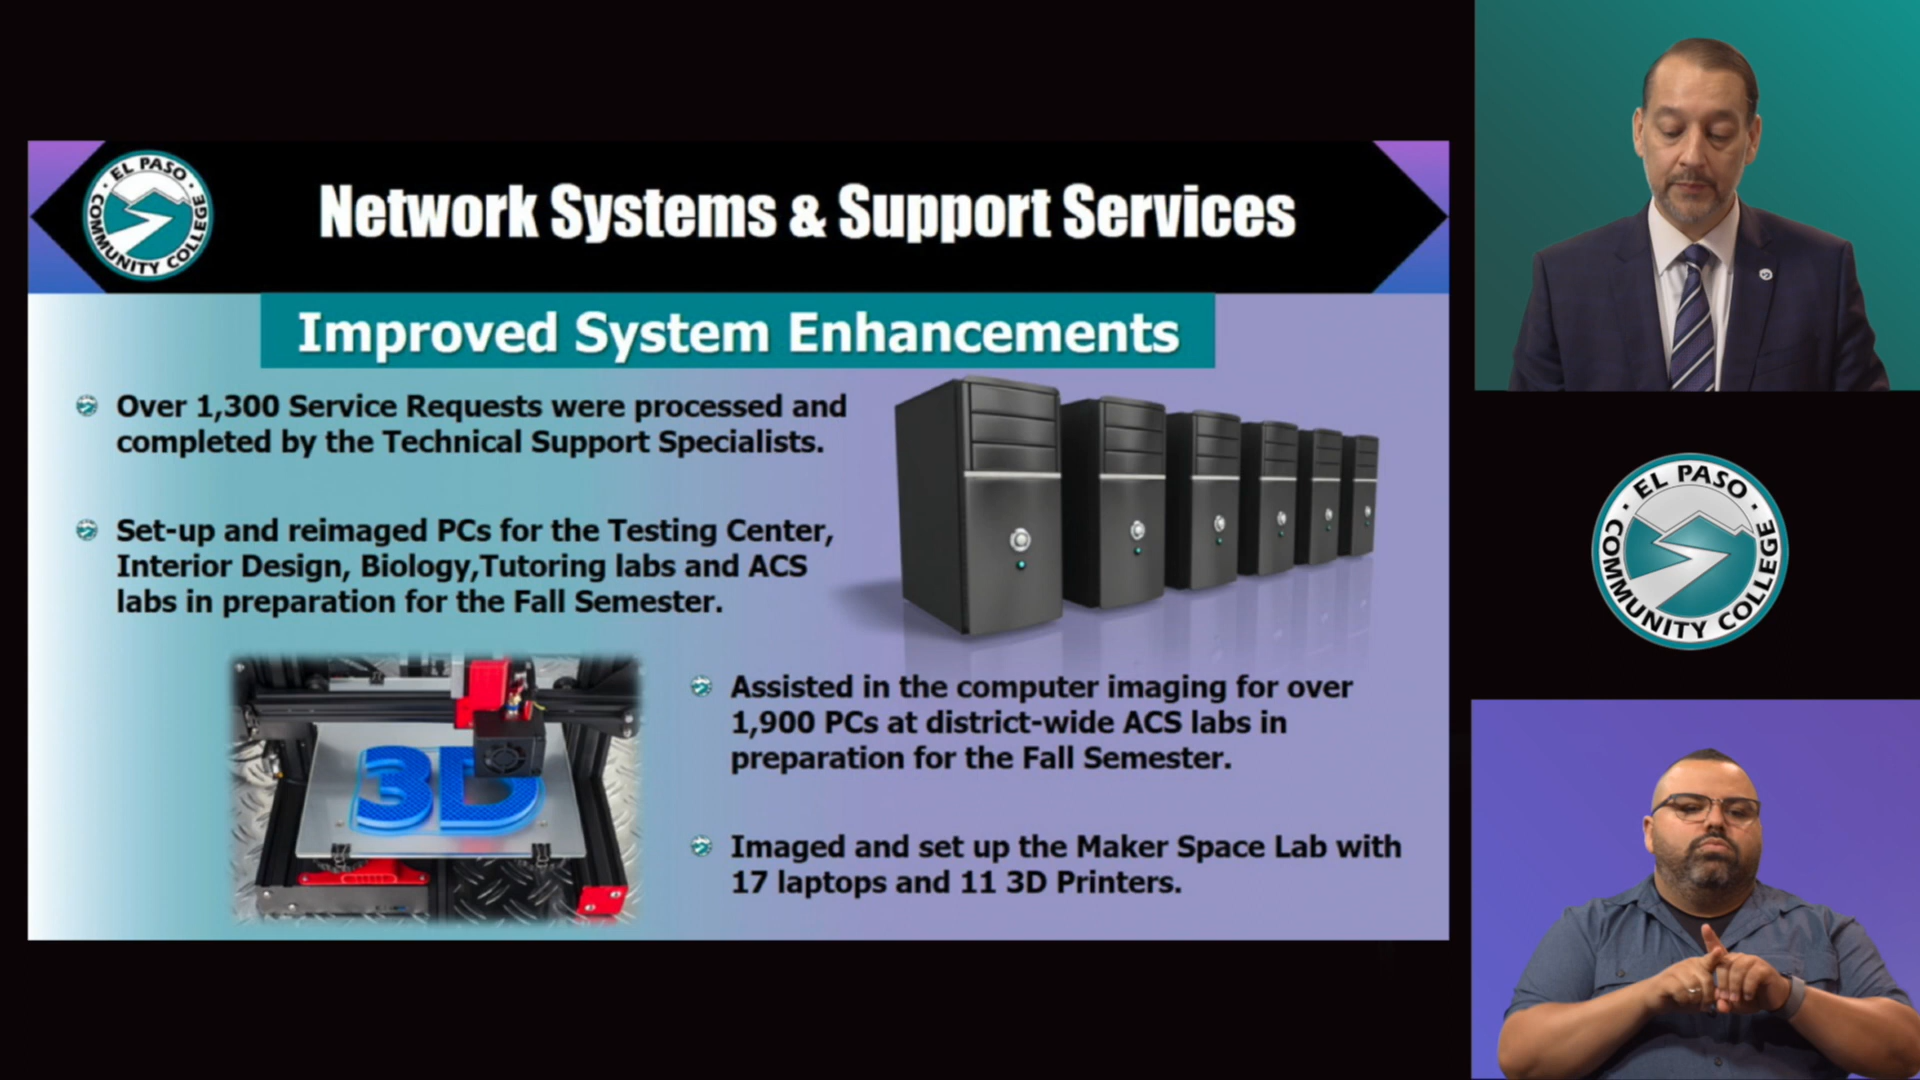 EL PASO
COMMUNITY COLLEGE
Network Systems & Support Services
Improved System Enhancements
Over 1,300 Service Requests were processed and
completed by the Technical Support Specialists.
Set-up and reimaged PCs for the Testing Center,
Interior Design, Biology,Tutoring labs and ACS
labs in preparation for the Fall Semester.
3D
Assisted in the computer imaging for over
1,900 PCs at district-wide ACS labs in
preparation for the Fall Semester.
Imaged and set up the Maker Space Lab with
17 laptops and 11 3D Printers.
EL PASO
COMMUNITY COLLEGE